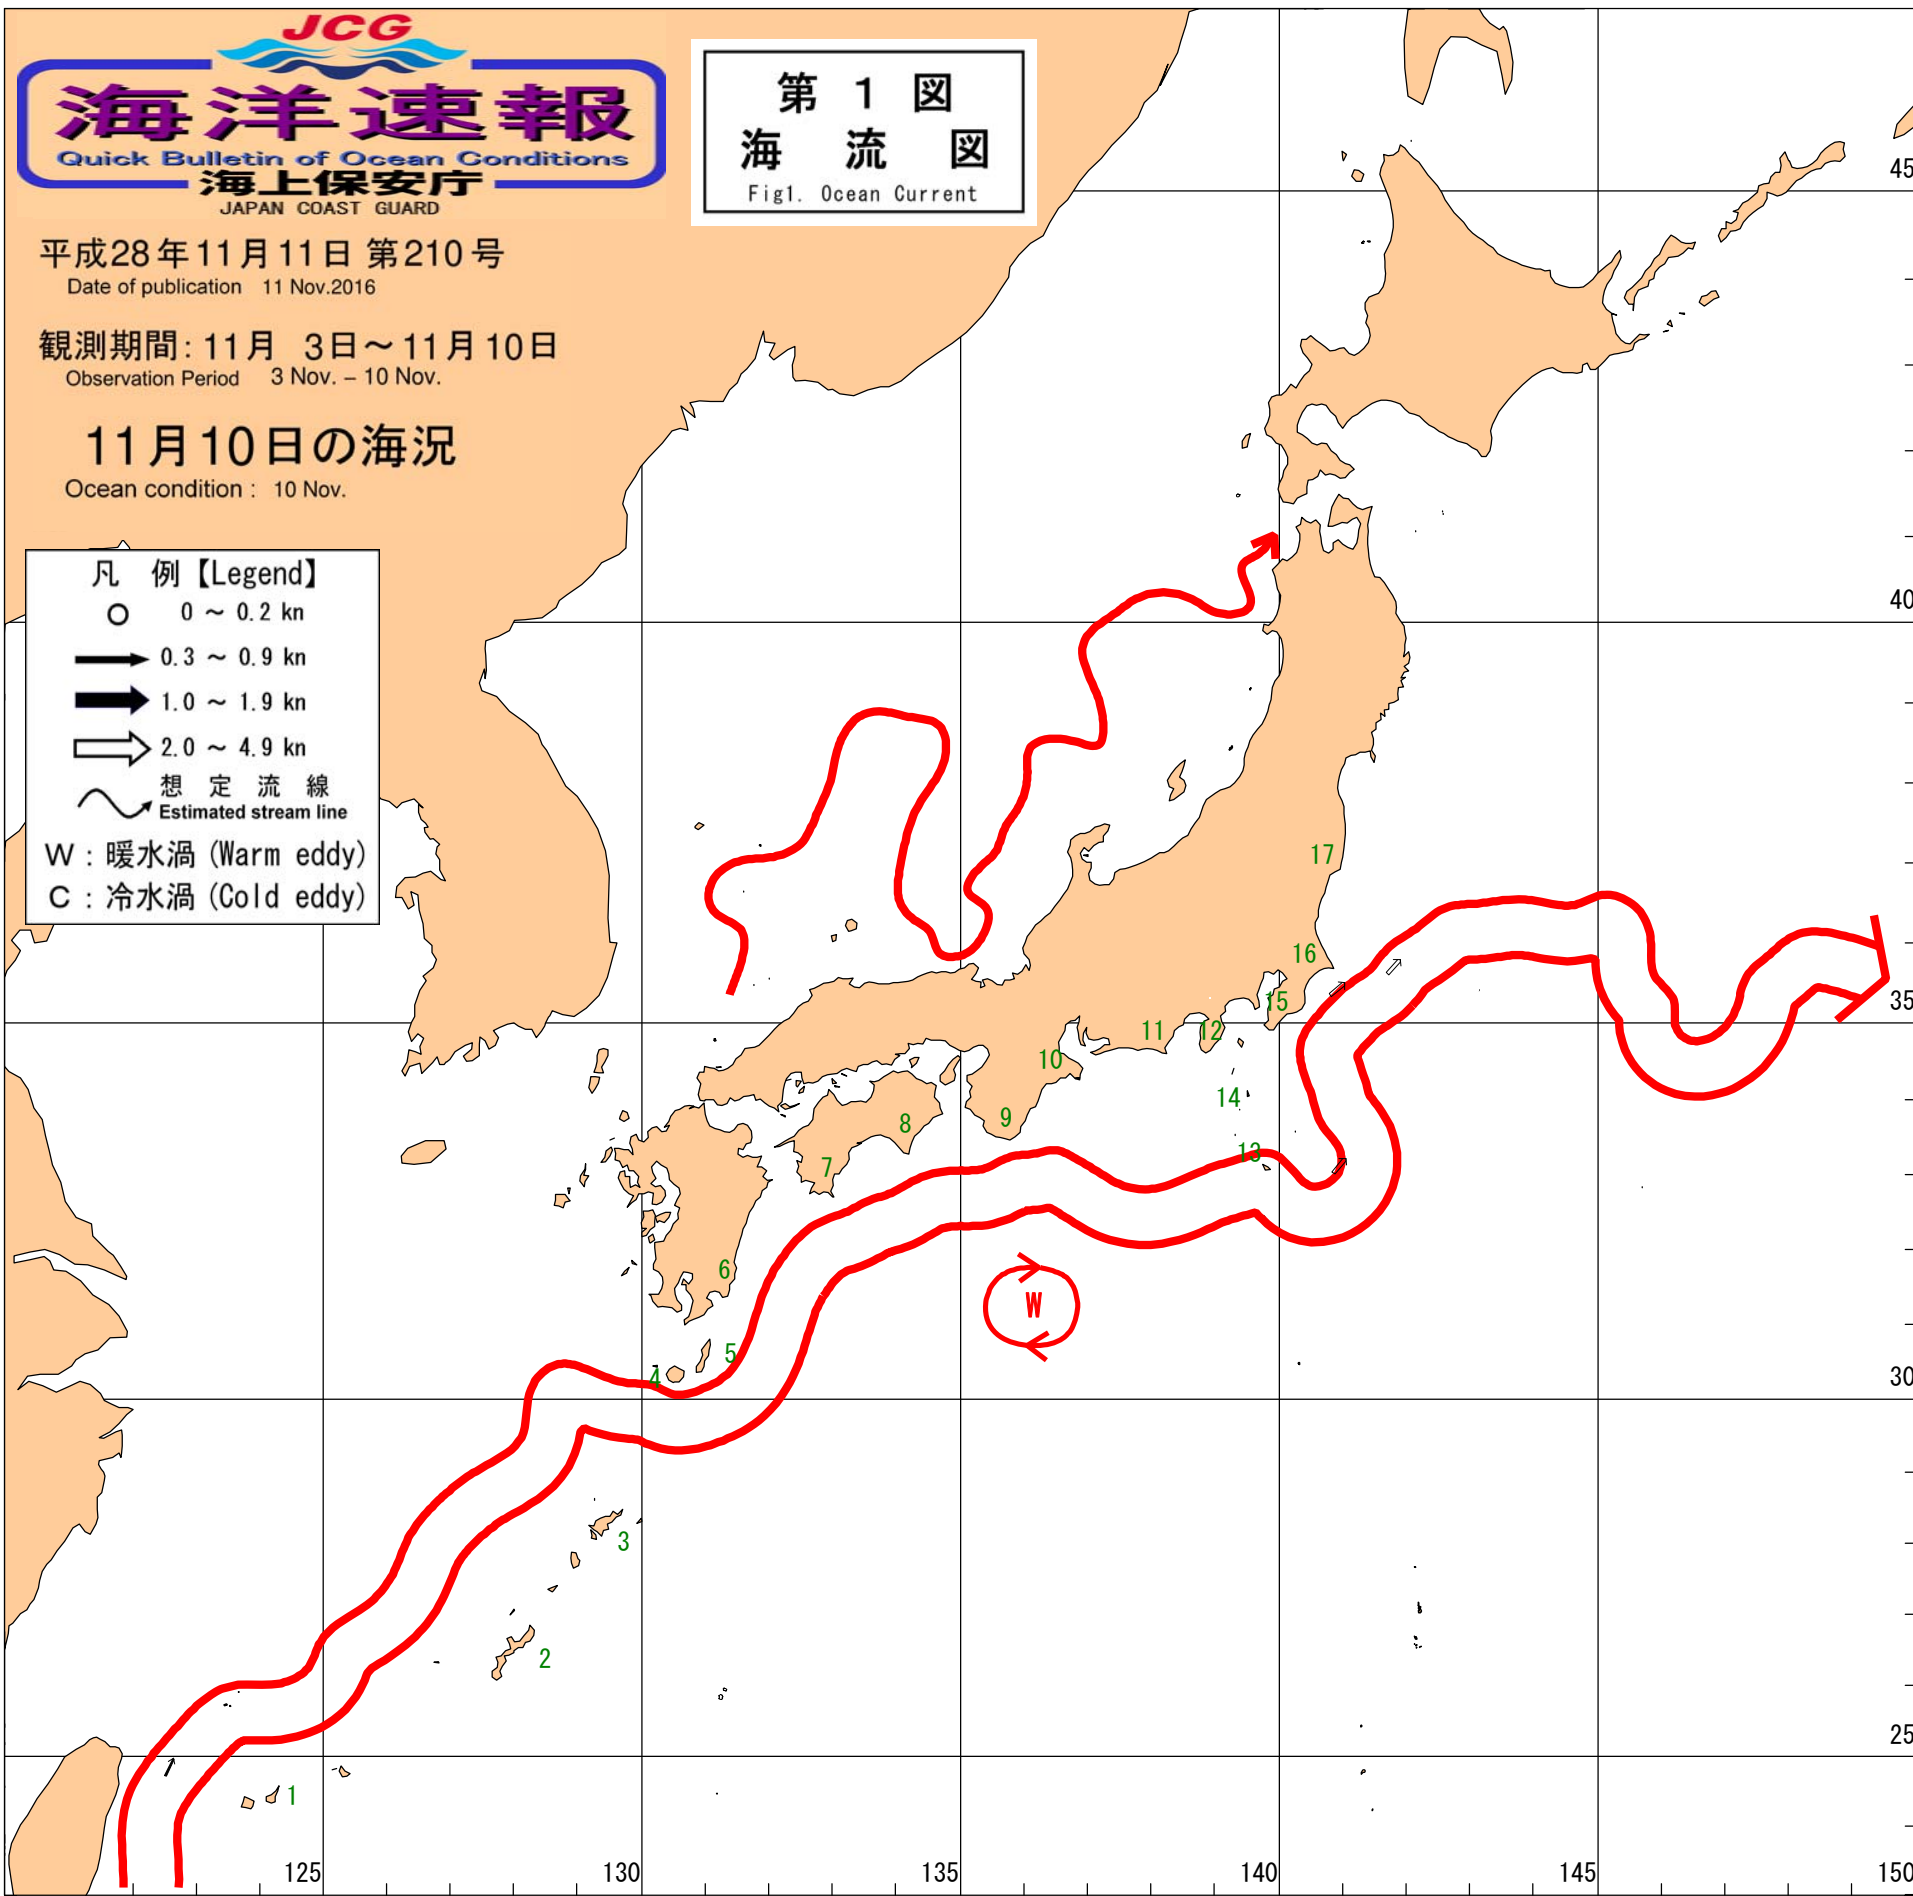 JCG
海洋速報
Quick Bulletin of Ocean Conditions
海上保安庁
JAPAN COAST GUARD
第 1 図
海 流 図
Fig1. Ocean Current
平成28年11月11日 第210号
Date of publication 11 Nov.2016
観測期間: 11月 3日～11月10日
Observation Period 3 Nov. – 10 Nov.
11月10日の海況
Ocean condition : 10 Nov.
凡 例【Legend】
0 ～ 0.2 kn
0.3 ～ 0.9 kn
1.0 ～ 1.9 kn
2.0 ～ 4.9 kn
想 定 流 線
Estimated stream line
W : 暖水渦 (Warm eddy)
C : 冷水渦 (Cold eddy)
45
40
35
30
25
17
16
15
12
11
10
14
9
8
13
7
6
W
5
4
3
2
1
125
130
135
140
145
150